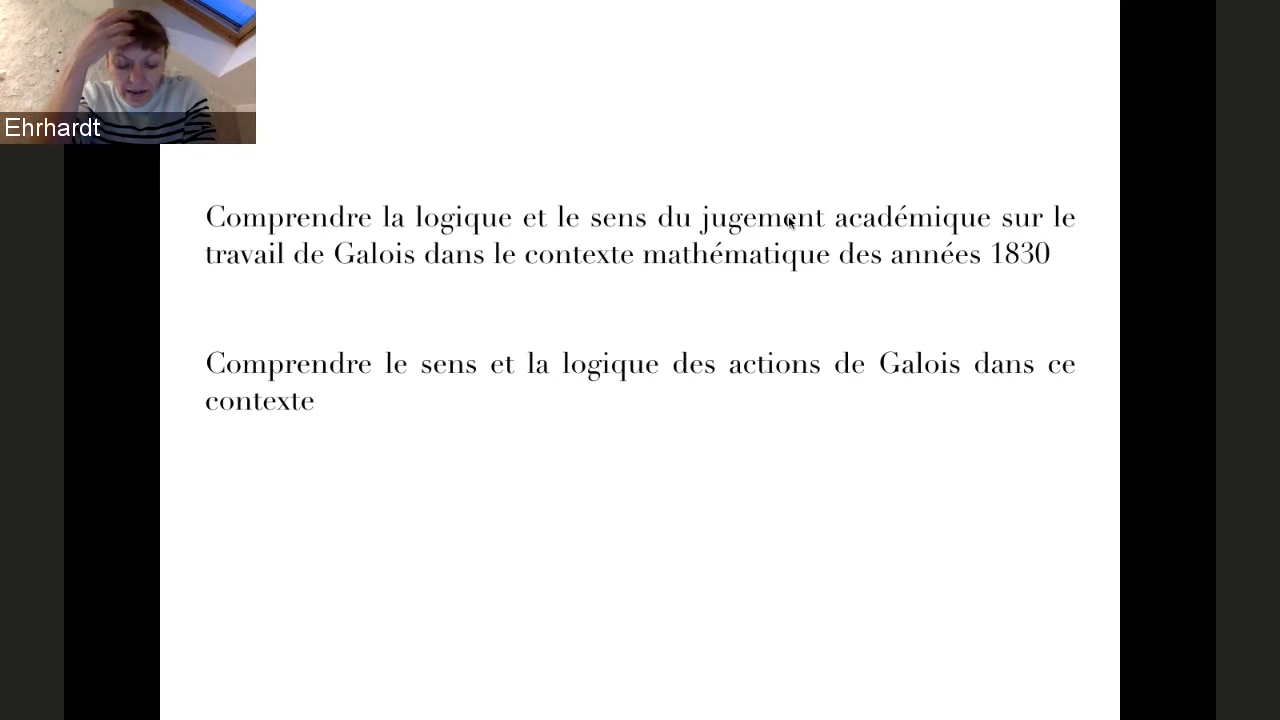 Ehrhardt
Comprendre la logique et le sens du jugement académique sur le
travail de Galois dans le contexte mathématique des années 1830
Comprendre le sens et la logique des actions de Galois dans ce
contexte